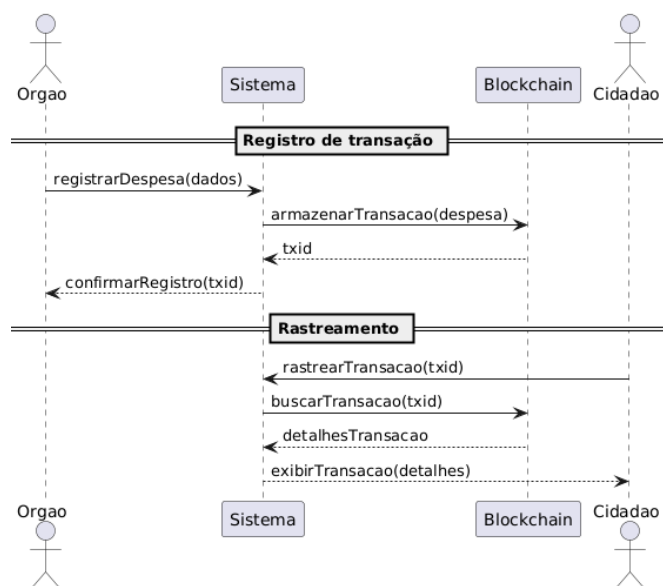 Orgao
Sistema
Blockchain
Cidadao
Registro de transação
registrarDespesa(dados)
armazenarTransacao(despesa)
txid
confirmarRegistro(txid)
Rastreamento
rastrearTransacao(txid)
buscarTransacao(txid)
detalhesTransacao
exibirTransacao(detalhes)
Orgao
Sistema
Blockchain
Cidadao